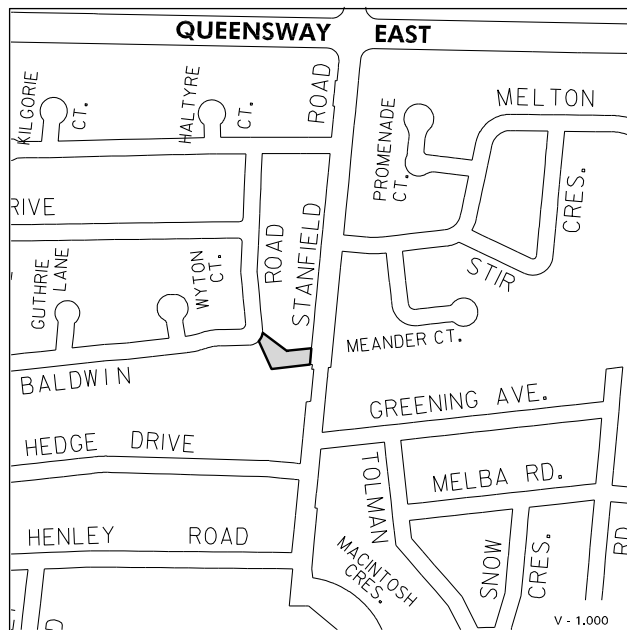 QUEENSWAY EAST
KILGORIE CT.
HALTYRE CT.
ROAD
PROMENADE CT.
MELTON
CRES.
RIVE
ROAD
STANFIELD
STIR
GUTHRIE LANE
WYTON CT.
MEANDER CT.
BALDWIN
GREENING AVE.
HEDGE DRIVE
TOLMAN
MELBA RD.
HENLEY ROAD
MACINTOSH CRES.
SNOW
CRES.
RD
V - 1.000